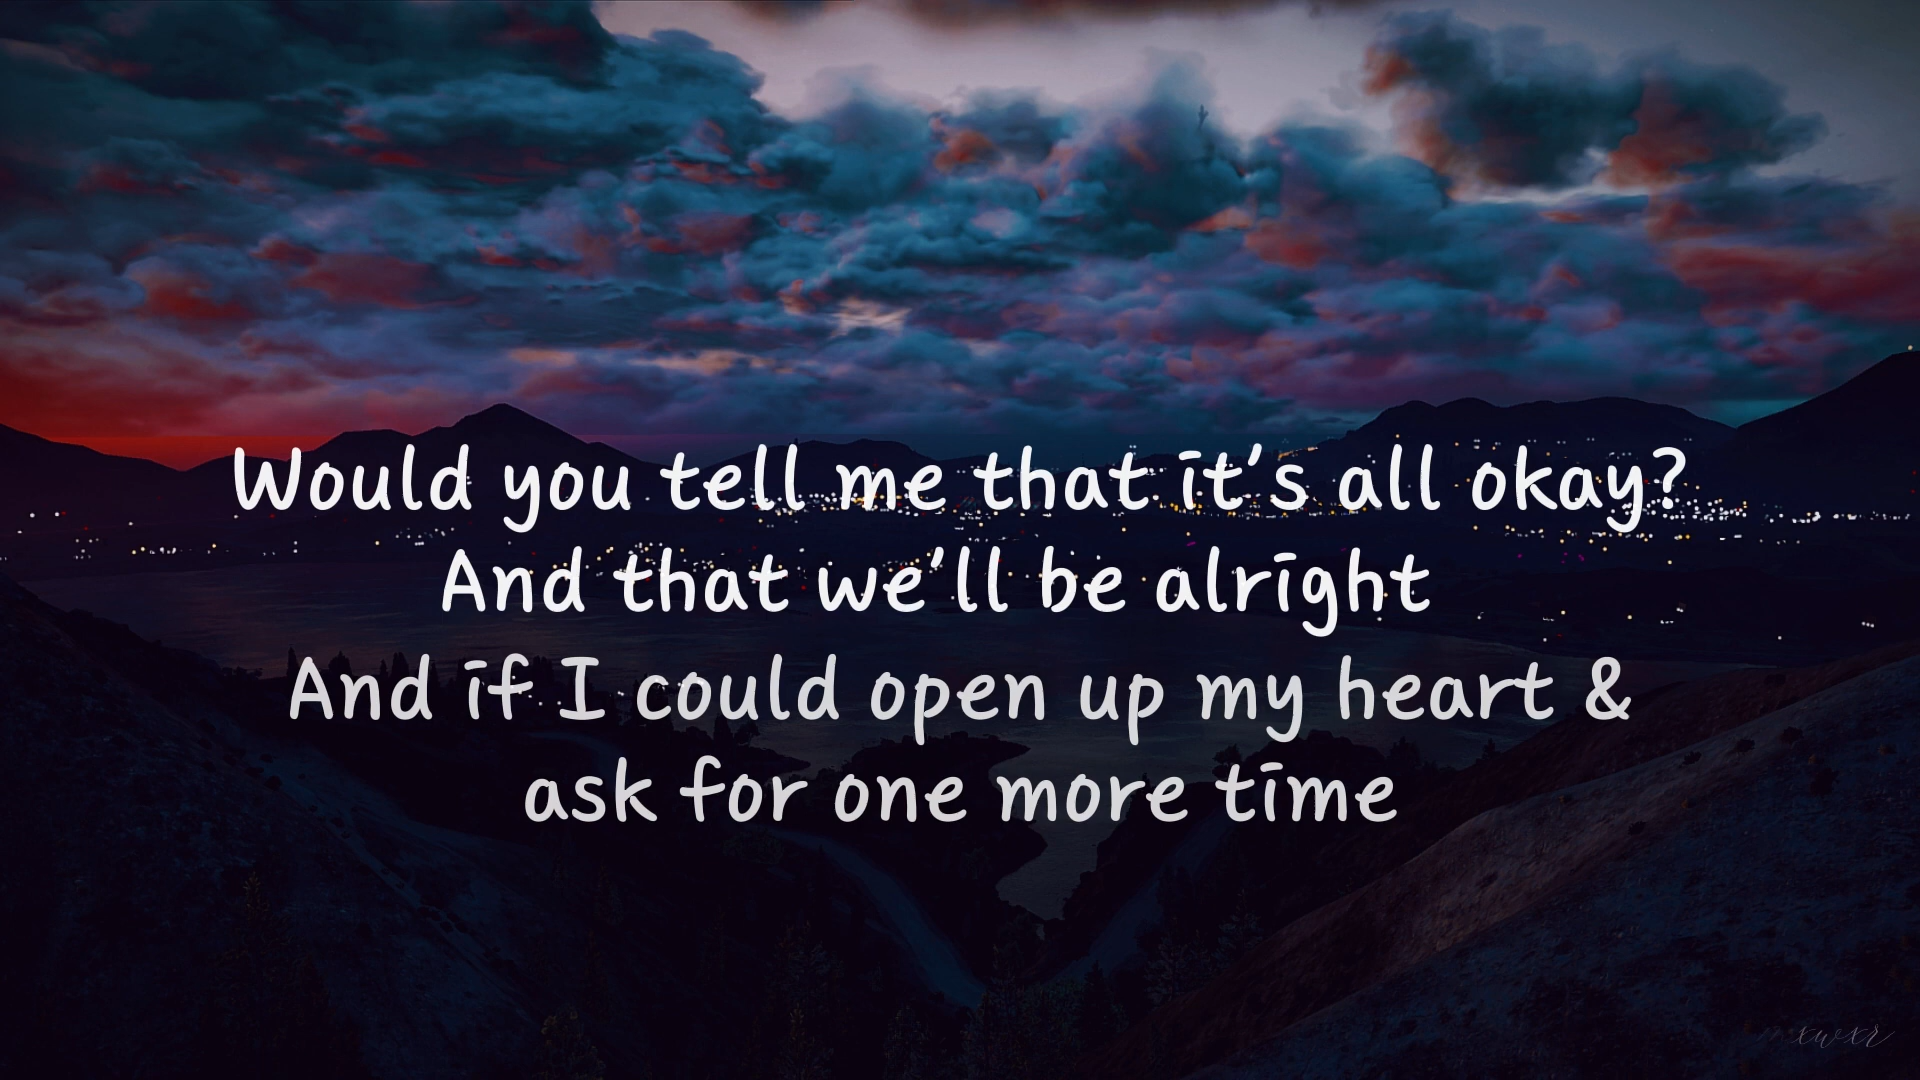 Would you tell me that it's all okay?
And that we'll be alright
And if I could open up my heart &
ask for one more time
xwxr